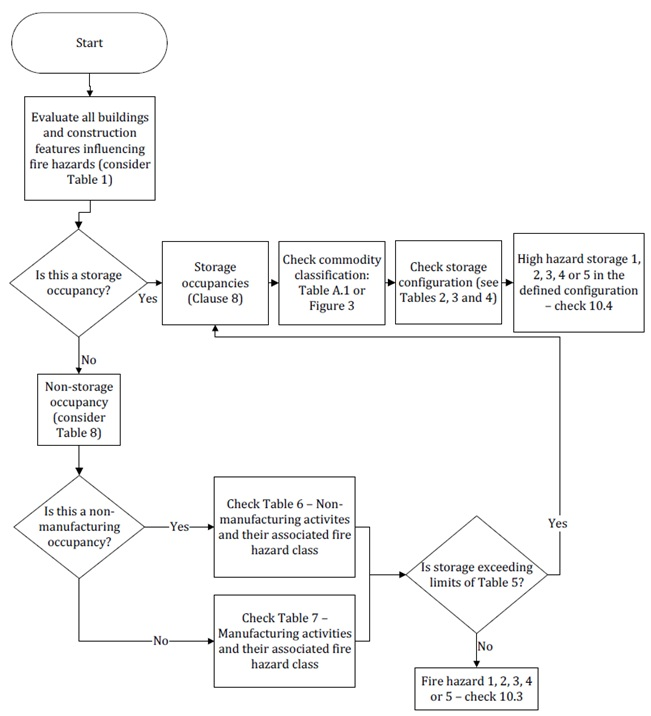 Start
Evaluate all buildings
and construction
features influencing
fire hazards (consider
Table 1)
Is this a storage
occupancy?
Yes
Storage
occupancies
(Clause 8)
Check commodity
classification:
Table A.1 or
Figure 3
Check storage
configuration (see
Tables 2, 3 and 4)
High hazard storage 1,
2, 3, 4 or 5 in the
defined configuration
– check 10.4
No
Non-storage
occupancy
(consider
Table 8)
Is this a non-
manufacturing
occupancy?
Yes
Check Table 6 – Non-
manufacturing activites
and their associated fire
hazard class
No
Check Table 7 –
Manufacturing activities
and their associated fire
hazard class
Is storage exceeding
limits of Table 5?
Yes
No
Fire hazard 1, 2, 3, 4
or 5 – check 10.3